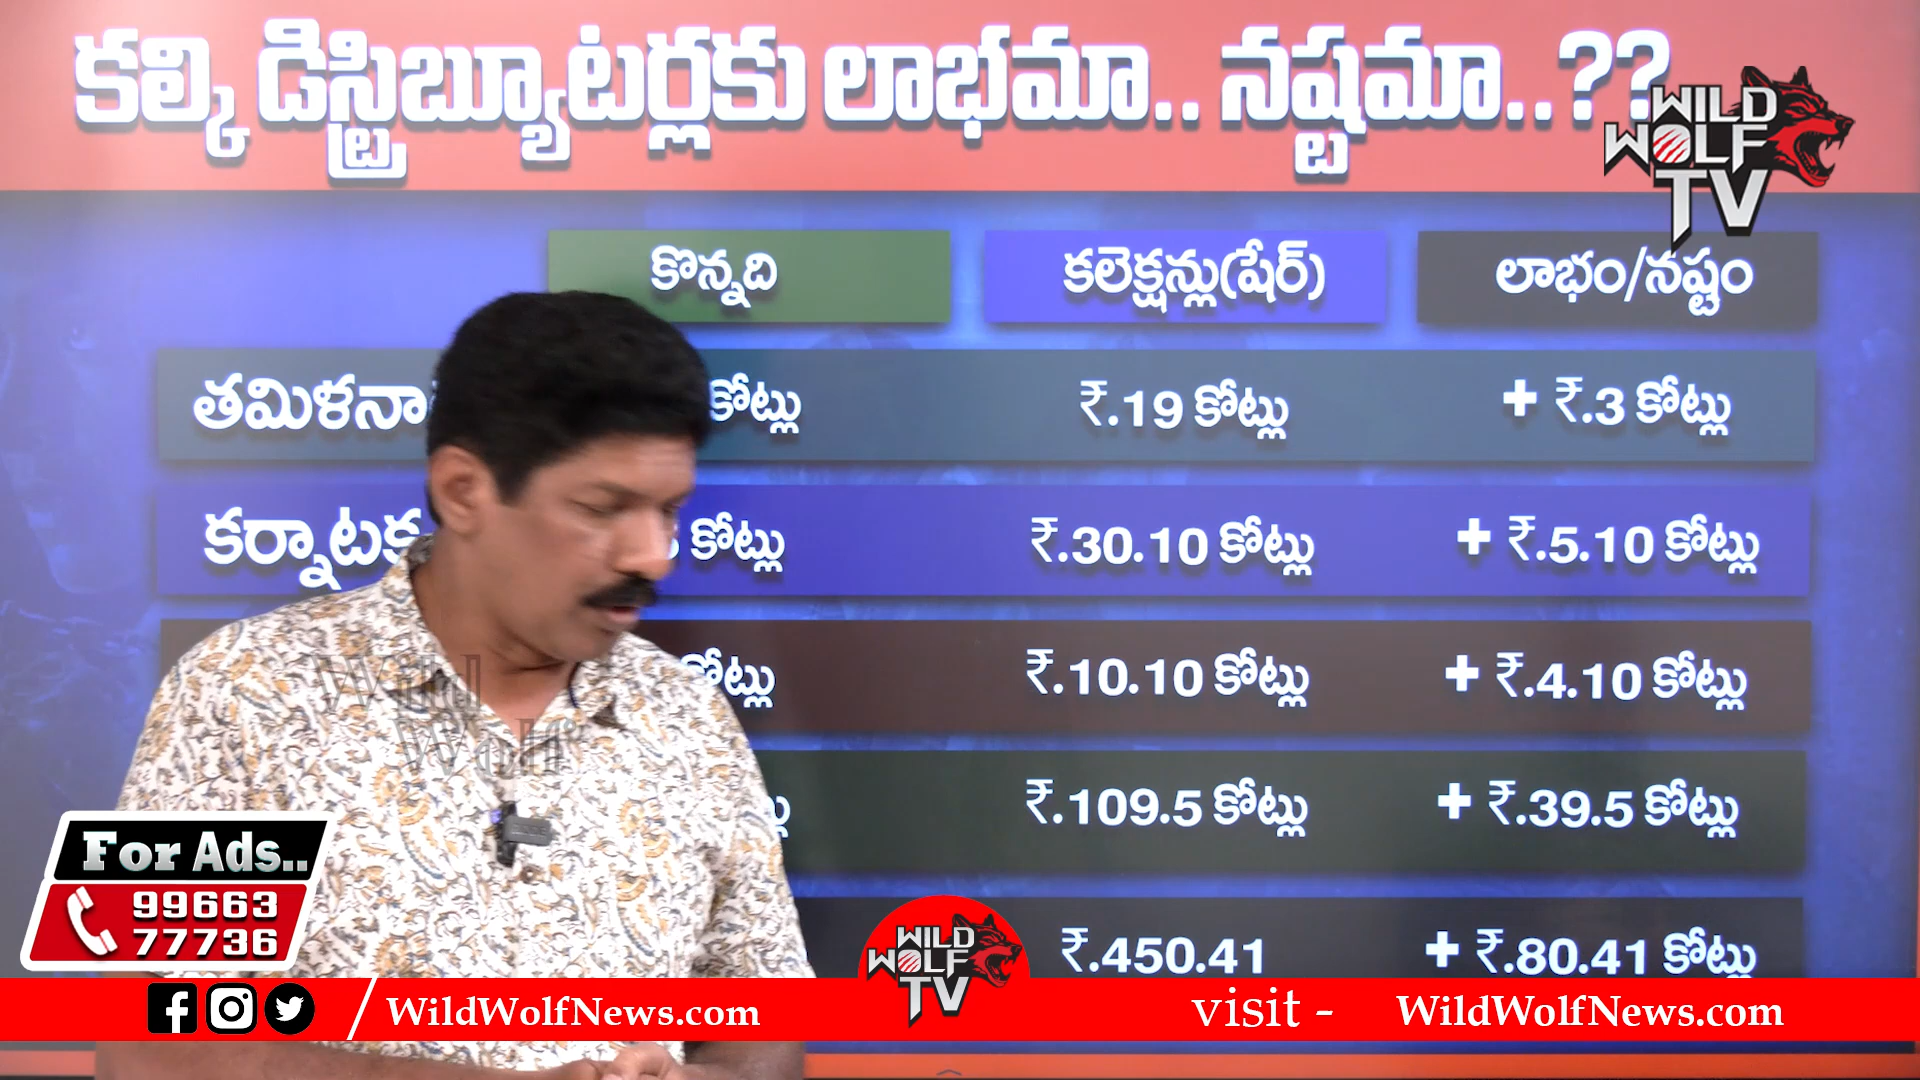 కల్కి డిస్ట్రిబ్యూటర్లకు లాభమా.. నష్టమా..??
WILD
WOLF
TV
కొన్నది కలెక్షన్లు(షేర్) లాభం/నష్టం
కోట్లు ₹.19 కోట్లు + ₹.3 కోట్లు
కర్నాటక కోట్లు ₹.30.10 కోట్లు + ₹.5.10 కోట్లు
కోట్లు ₹.10.10 కోట్లు + ₹.4.10 కోట్లు
₹.109.5 కోట్లు + ₹.39.5 కోట్లు
₹.450.41 + ₹.80.41 కోట్లు
Wild
Wolf
For Ads..
99663
77736
WILD
WOLF
TV
WildWolfNews.com visit - WildWolfNews.com